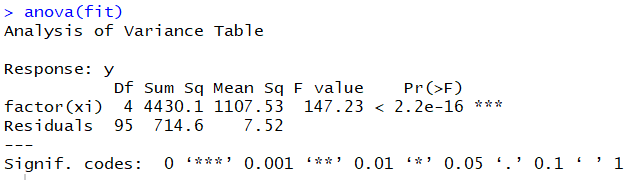 > anova(fit)
Analysis of Variance Table

Response: y
           Df Sum Sq Mean Sq F value    Pr(>F)
factor(xi)  4 4430.1 1107.53  147.23 < 2.2e-16 ***
Residuals  95  714.6    7.52
---
Signif. codes:  0 ‘***’ 0.001 ‘**’ 0.01 ‘*’ 0.05 ‘.’ 0.1 ‘ ’ 1